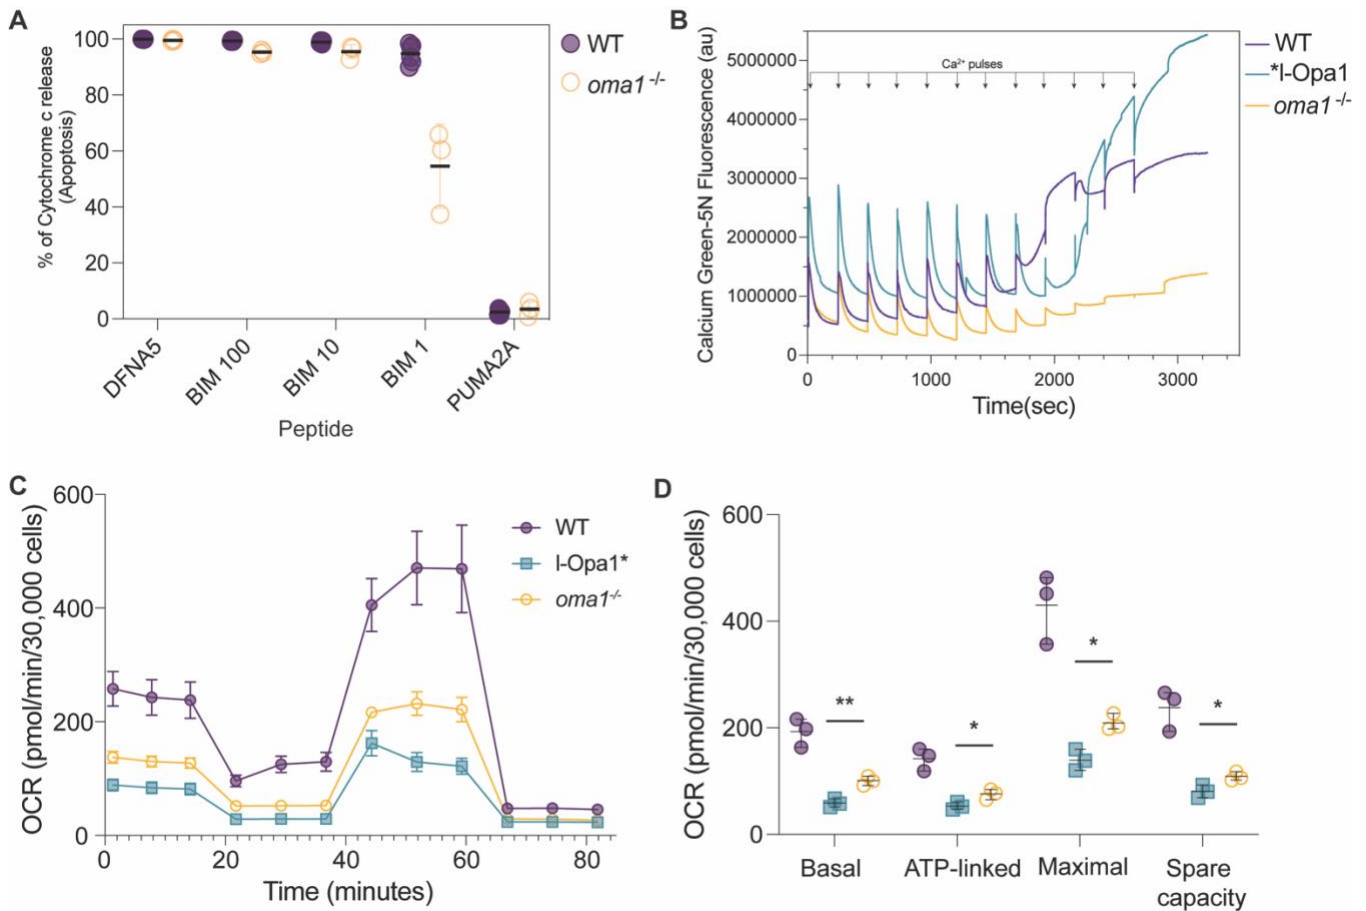 A
100
80
60
40
20
0
% of Cytochrome c release
(Apoptosis)
DFNA5
BIM 100
BIM 10
BIM 1
PUMA2A
Peptide
WT
oma1-/-
B
5000000
4000000
3000000
2000000
1000000
0
Calcium Green-5N Fluorescence (au)
Ca2+ pulses
0
1000
2000
3000
Time(sec)
WT
*l-Opa1
oma1-/-
C
600
400
200
0
OCR (pmol/min/30,000 cells)
0
20
40
60
80
Time (minutes)
WT
l-Opa1*
oma1-/-
D
600
400
200
0
OCR (pmol/min/30,000 cells)
**
*
*
*
Basal
ATP-linked
Maximal
Spare
capacity